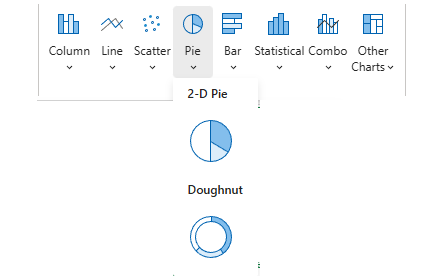 Column Line Scatter Pie Bar Statistical Combo Other
Charts
2-D Pie
Doughnut